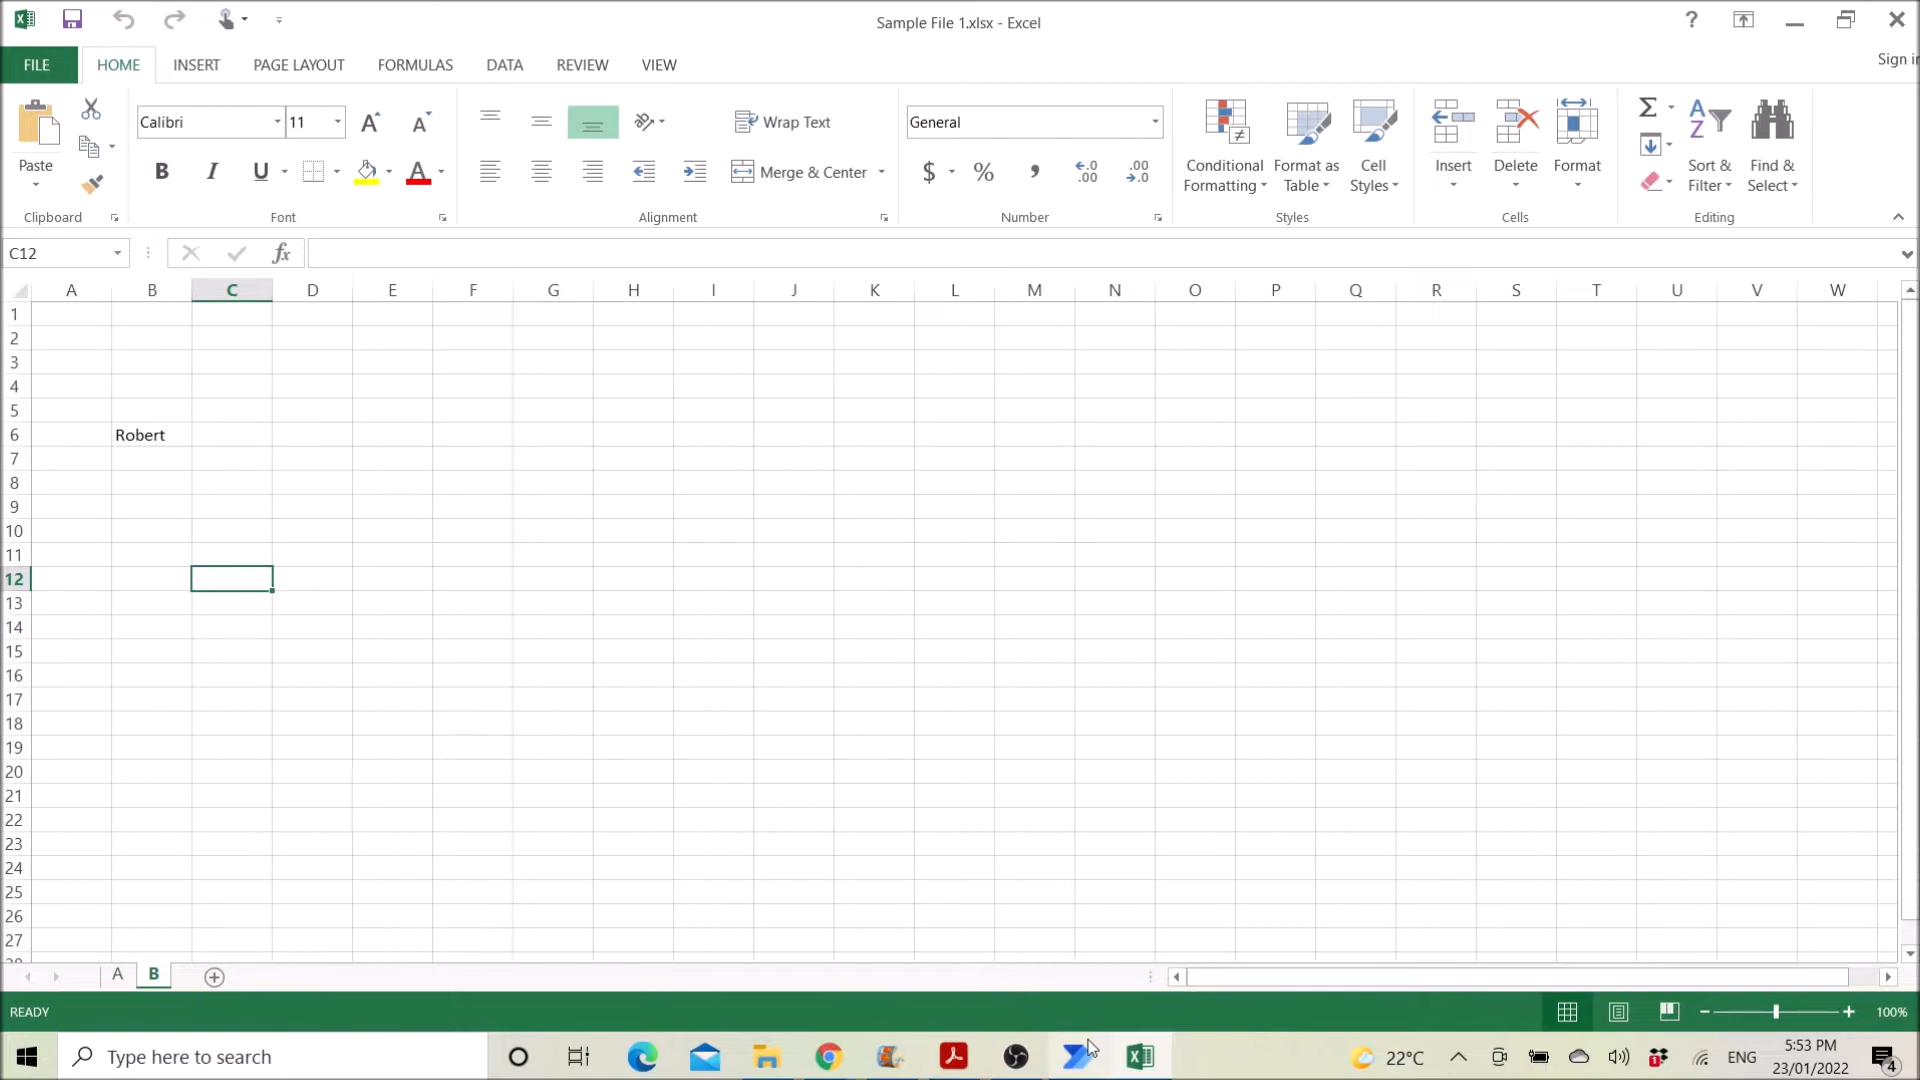 Sample File 1.xlsx - Excel
?
FILE HOME INSERT PAGE LAYOUT FORMULAS DATA REVIEW VIEW
Calibri 11 Wrap Text General
Paste B I U A Merge & Center $ % , Conditional Formatting Format as Table Cell Styles Insert Delete Format Sort & Filter Find & Select
Clipboard Font Alignment Number Styles Cells Editing
C12 fx
A B C D E F G H I J K L M N O P Q R S T U V W
1
2
3
4
5
6 Robert
7
8
9
10
11
12
13
14
15
16
17
18
19
20
21
22
23
24
25
26
27
A B
READY 100%
Type here to search 22°C ENG 5:53 PM
23/01/2022 4